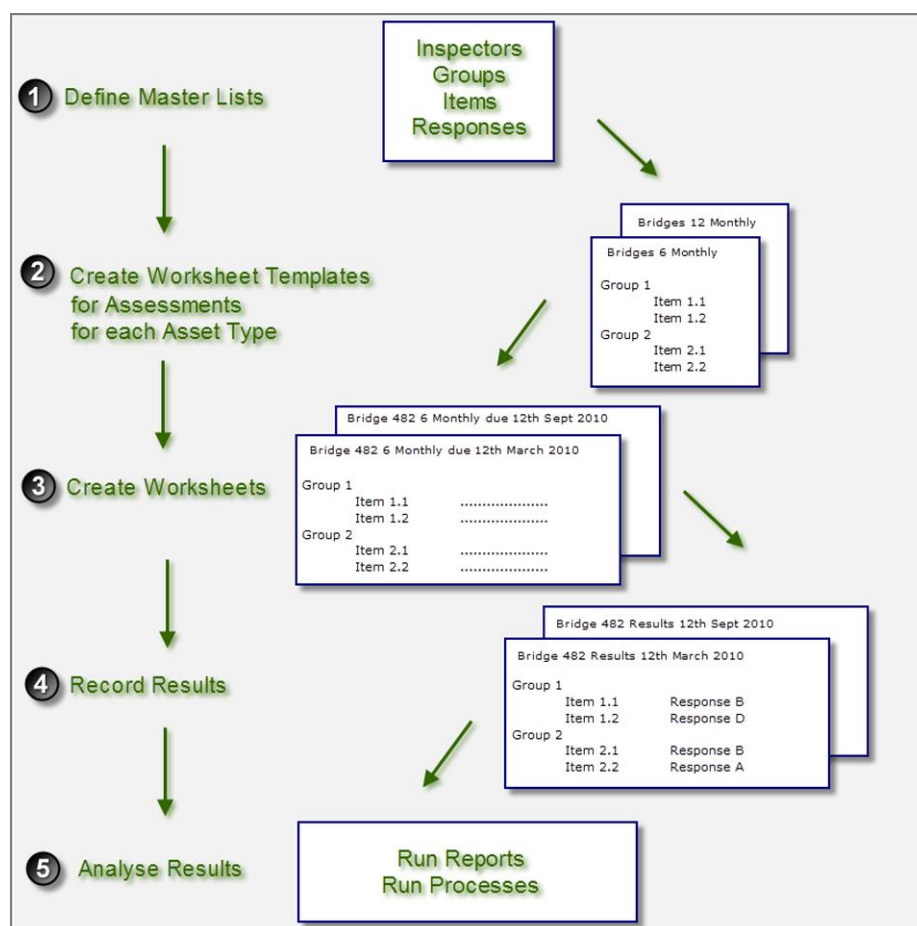 1 Define Master Lists
Inspectors
Groups
Items
Responses
2 Create Worksheet Templates
for Assessments
for each Asset Type
Bridges 12 Monthly
Bridges 6 Monthly
Group 1
Item 1.1
Item 1.2
Group 2
Item 2.1
Item 2.2
3 Create Worksheets
Bridge 482 6 Monthly due 12th Sept 2010
Bridge 482 6 Monthly due 12th March 2010
Group 1
Item 1.1 ....................
Item 1.2 ....................
Group 2
Item 2.1 ....................
Item 2.2 ....................
4 Record Results
Bridge 482 Results 12th Sept 2010
Bridge 482 Results 12th March 2010
Group 1
Item 1.1 Response B
Item 1.2 Response D
Group 2
Item 2.1 Response B
Item 2.2 Response A
5 Analyse Results
Run Reports
Run Processes